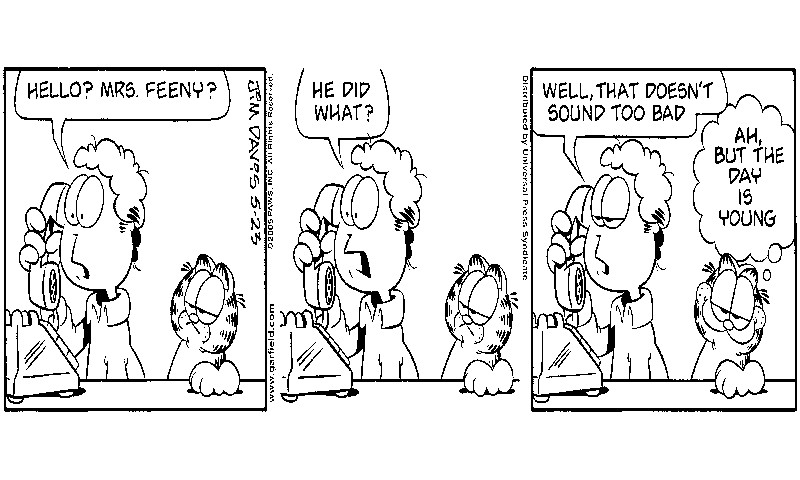 HELLO? MRS. FEENY?
JIM DAVIS 5-23
©2005 PAWS, INC. All Rights Reserved.
www.garfield.com
HE DID
WHAT?
Distributed by Universal Press Syndicate
WELL, THAT DOESN'T
SOUND TOO BAD
AH,
BUT THE
DAY
IS
YOUNG